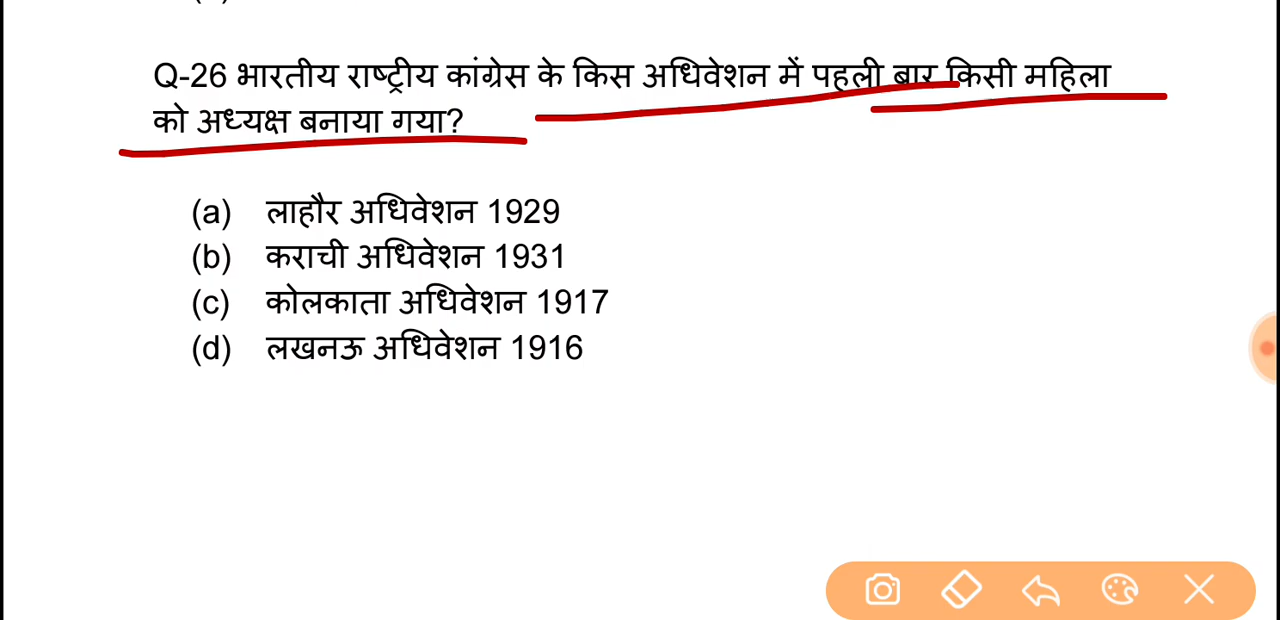 Q-26 भारतीय राष्ट्रीय कांग्रेस के किस अधिवेशन में पहली बार किसी महिला
को अध्यक्ष बनाया गया?
(a) लाहौर अधिवेशन 1929
(b) कराची अधिवेशन 1931
(c) कोलकाता अधिवेशन 1917
(d) लखनऊ अधिवेशन 1916